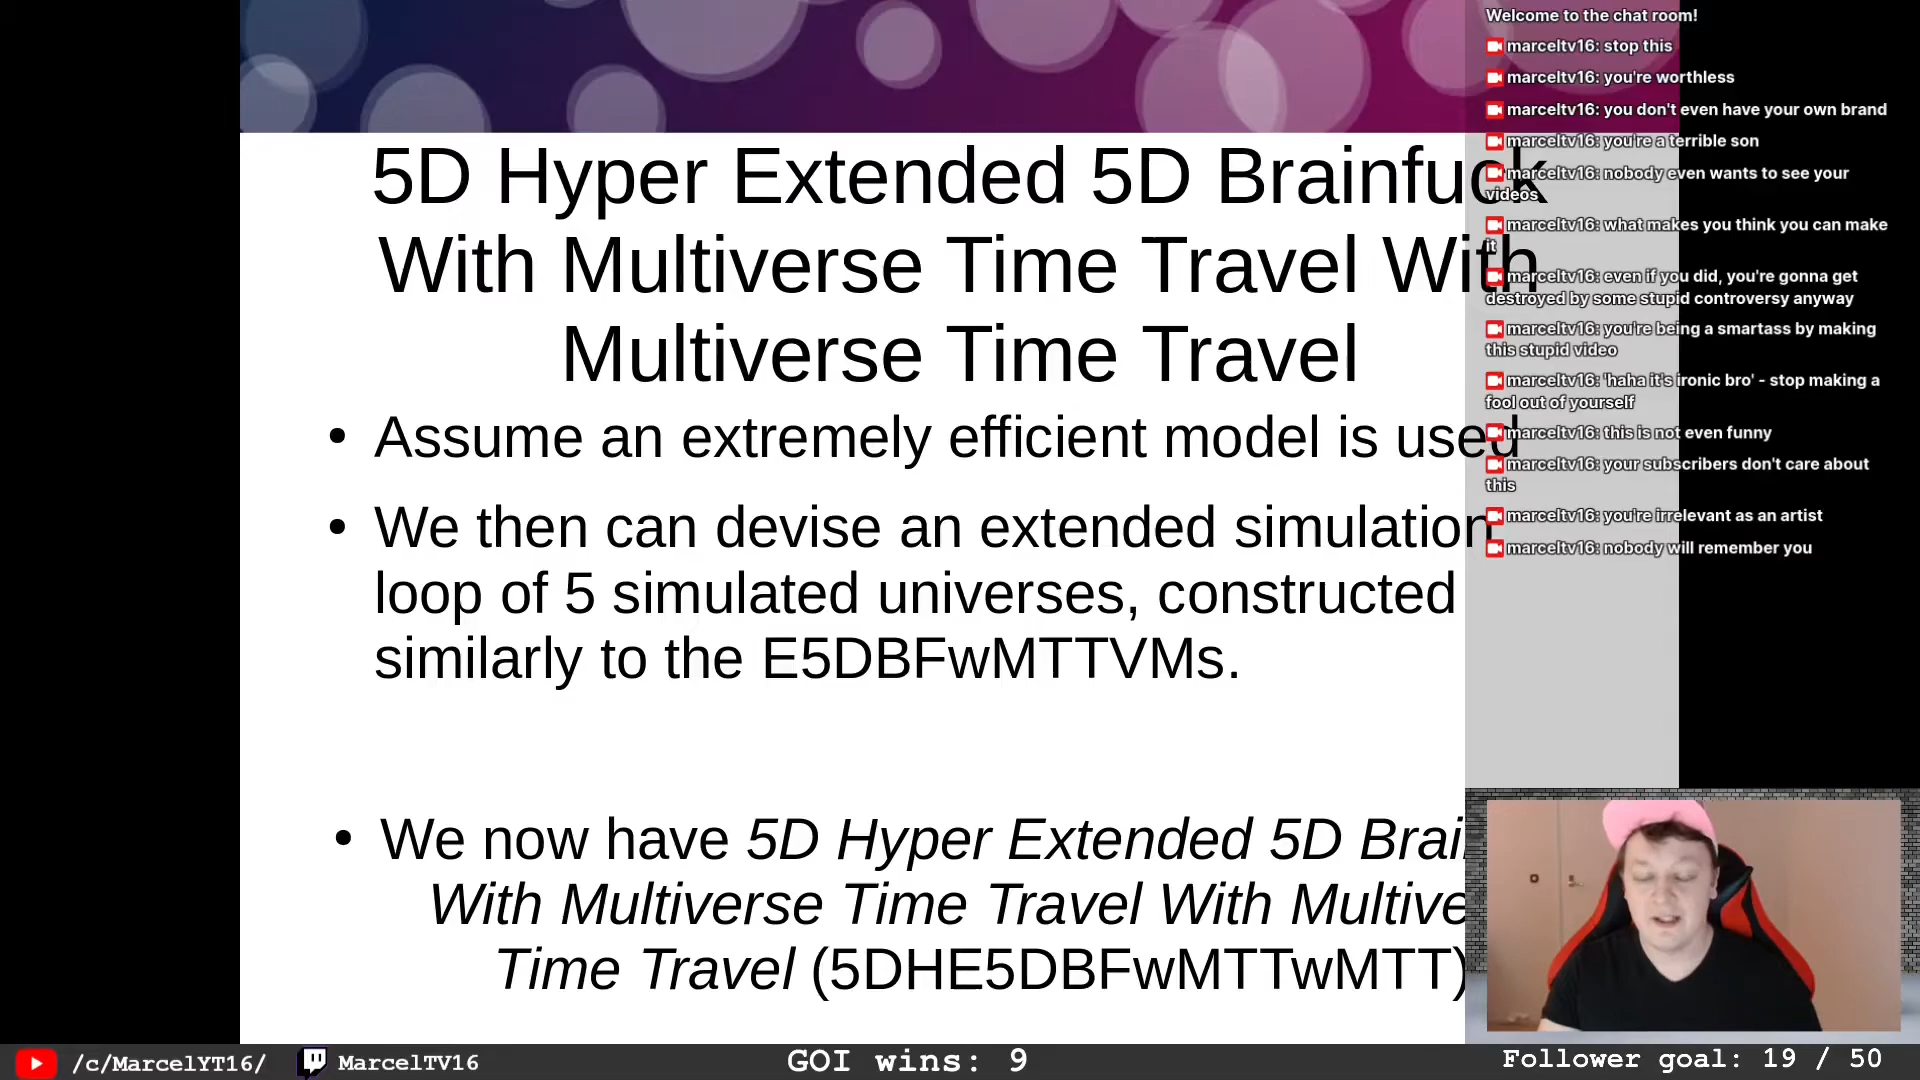 5D Hyper Extended 5D Brainfuck
With Multiverse Time Travel With
Multiverse Time Travel
• Assume an extremely efficient model is used
• We then can devise an extended simulation
loop of 5 simulated universes, constructed
similarly to the E5DBFwMTTVMs.
• We now have 5D Hyper Extended 5D Brai
With Multiverse Time Travel With Multive
Time Travel (5DHE5DBFwMTTwMTT)
Welcome to the chat room!
marceltv16: stop this
marceltv16: you're worthless
marceltv16: you don't even have your own brand
marceltv16: you're a terrible son
marceltv16: nobody even wants to see your
videos
marceltv16: what makes you think you can make
it
marceltv16: even if you did, you're gonna get
destroyed by some stupid controversy anyway
marceltv16: you're being a smartass by making
this stupid video
marceltv16: 'haha it's ironic bro' - stop making a
fool out of yourself
marceltv16: this is not even funny
marceltv16: your subscribers don't care about
this
marceltv16: you're irrelevant as an artist
marceltv16: nobody will remember you
/c/MarcelYT16/
MarcelTV16
GOI wins: 9
Follower goal: 19 / 50